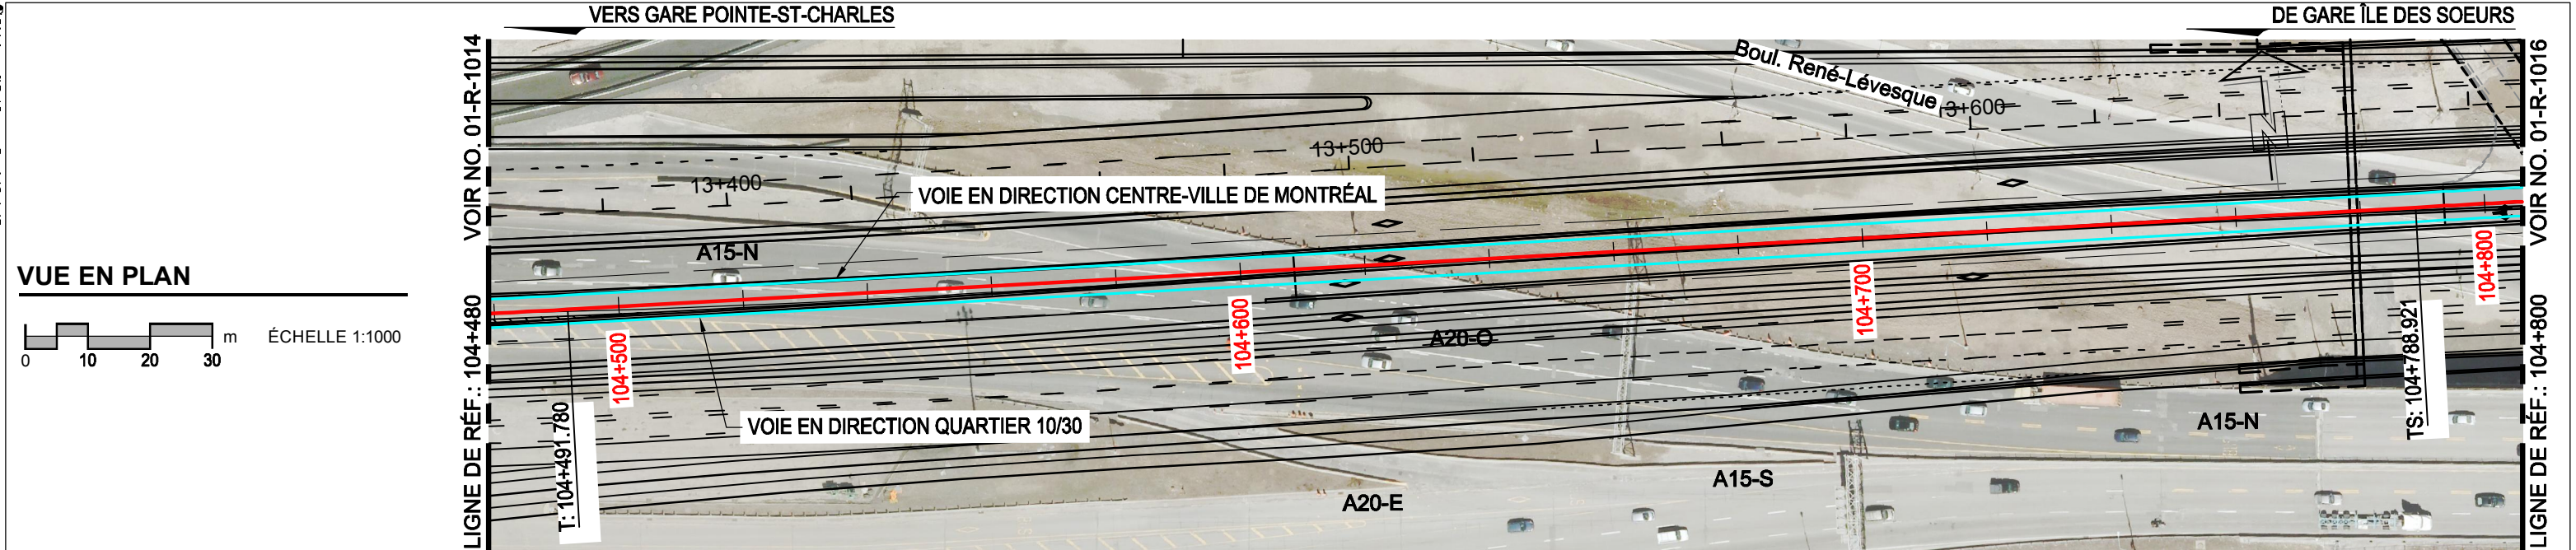 VERS GARE POINTE-ST-CHARLES
DE GARE ÎLE DES SOEURS
VOIR NO. 01-R-1014
VOIR NO. 01-R-1016
Boul. René-Lévesque
13+600
13+500
13+400
N
VOIE EN DIRECTION CENTRE-VILLE DE MONTRÉAL
A15-N
VUE EN PLAN
0 10 20 30 m
ÉCHELLE 1:1000
LIGNE DE RÉF.: 104+480
LIGNE DE RÉF.: 104+800
104+500
104+600
104+700
104+800
A20-O
T: 104+491.780
TS: 104+788.921
VOIE EN DIRECTION QUARTIER 10/30
A15-N
A15-S
A20-E